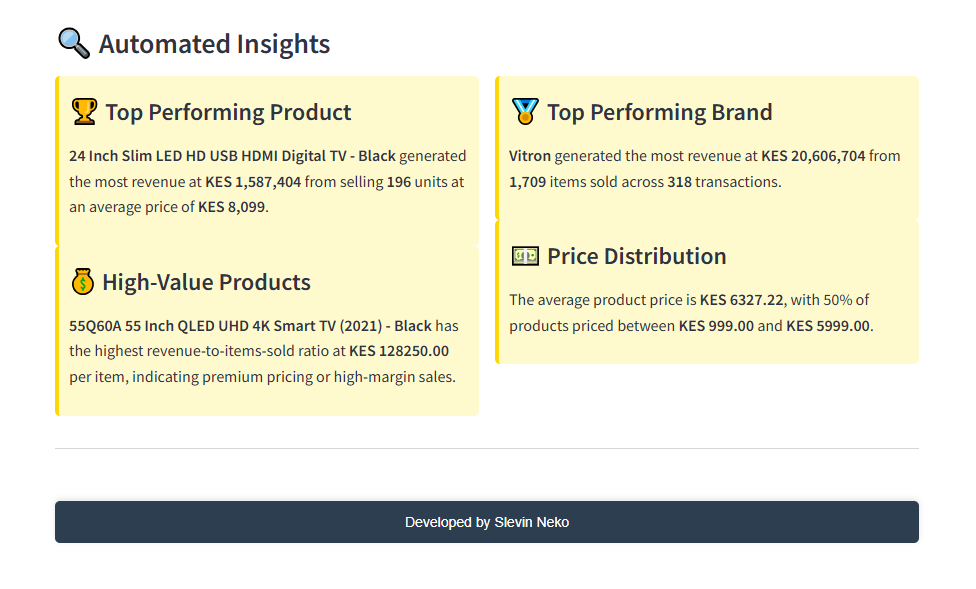 Automated Insights
Top Performing Product
24 Inch Slim LED HD USB HDMI Digital TV - Black generated
the most revenue at KES 1,587,404 from selling 196 units at
an average price of KES 8,099.
High-Value Products
55Q60A 55 Inch QLED UHD 4K Smart TV (2021) - Black has
the highest revenue-to-items-sold ratio at KES 128250.00
per item, indicating premium pricing or high-margin sales.
Top Performing Brand
Vitron generated the most revenue at KES 20,606,704 from
1,709 items sold across 318 transactions.
Price Distribution
The average product price is KES 6327.22, with 50% of
products priced between KES 999.00 and KES 5999.00.
Developed by Slevin Neko